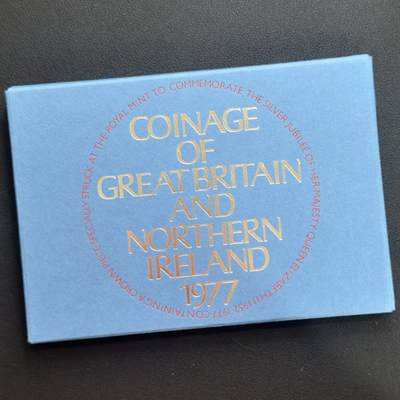 COINAGE
OF
GREAT BRITAIN
AND
NORTHERN
IRELAND
1977
CONTAINING A CROWN PIECE SPECIALLY STRUCK AT THE ROYAL MINT TO COMMEMORATE THE SILVER JUBILEE OF HER MAJESTY QUEEN ELIZABETH II 1952-1977